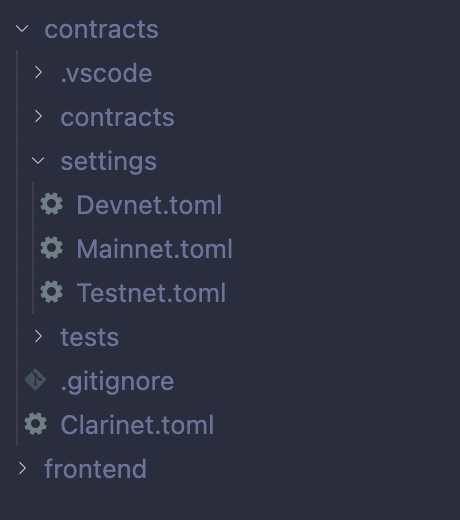 contracts
.vscode
contracts
settings
Devnet.toml
Mainnet.toml
Testnet.toml
tests
.gitignore
Clarinet.toml
frontend